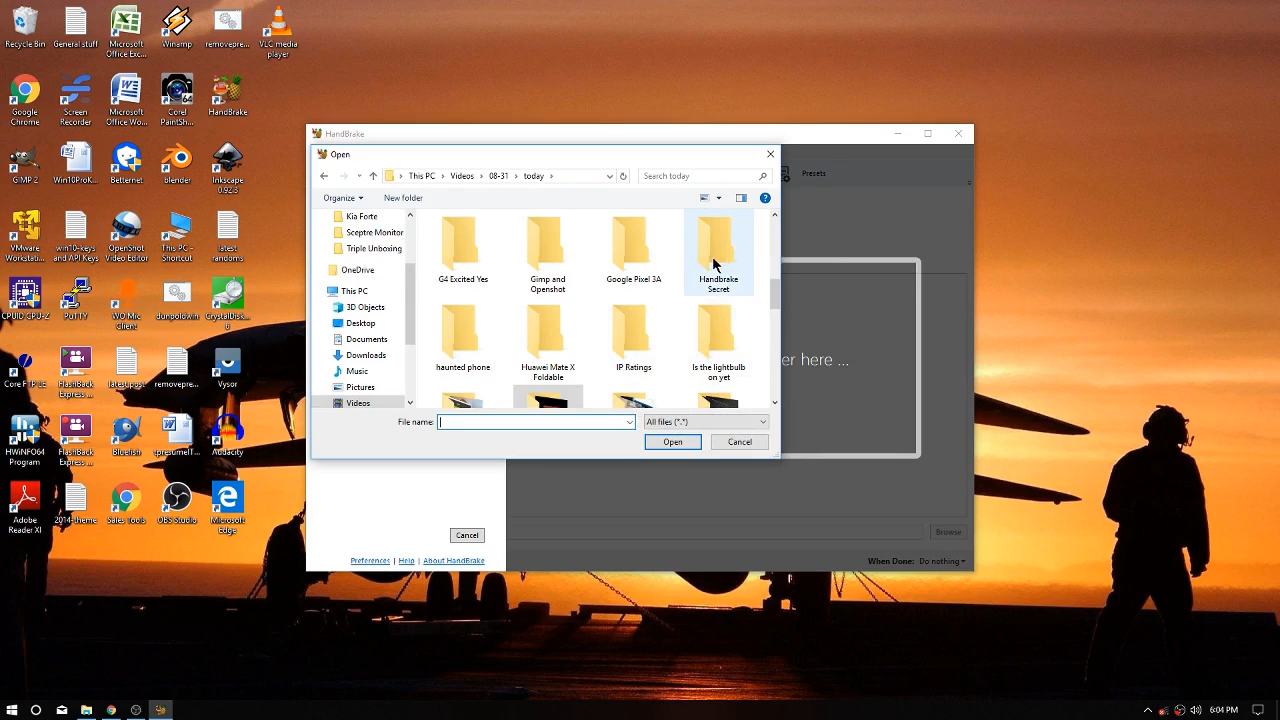 Recycle Bin
General stuff
Microsoft
Office Exc...
Winamp
removepre...
VLC media
player
Google
Chrome
Screen
Recorder
Microsoft
Office Wo...
Corel
PaintSh...
HandBrake
GIMP 2
Win10ProK...
Betternet
blender
Inkscape
0.92.3
VMware
Workstati...
win10-keys
and API Keys
OpenShot
Video Editor
This PC -
Shortcut
latest
randoms
CPUID CPU-Z
PuTTY
WO Mic
Client
dunpoldwin
CrystalDisk...
6
Core FTP LE
FlashBack
Express ...
latestpost
removepre...
Vysor
HWiNFO64
Program
FlashBack
Express ...
Bluefish
Audacity
Adobe
Reader XI
2014-theme
Sales Tools
OBS Studio
Microsoft
Edge
HandBrake
Presets
Open
This PC > Videos > 08-31 > today >
Search today
Organize
New folder
Kia Forte
Sceptre Monitor
Triple Unboxing
OneDrive
This PC
3D Objects
Desktop
Documents
Downloads
Music
Pictures
Videos
G4 Excited Yes
Gimp and
Openshot
Google Pixel 3A
Handbrake
Secret
haunted phone
Huawei Mate X
Foldable
IP Ratings
Is the lightbulb
on yet
File name:
All files (*.*)
Open
Cancel
here ...
Cancel
Browse
Preferences | Help | About HandBrake
When Done: Do nothing
6:04 PM